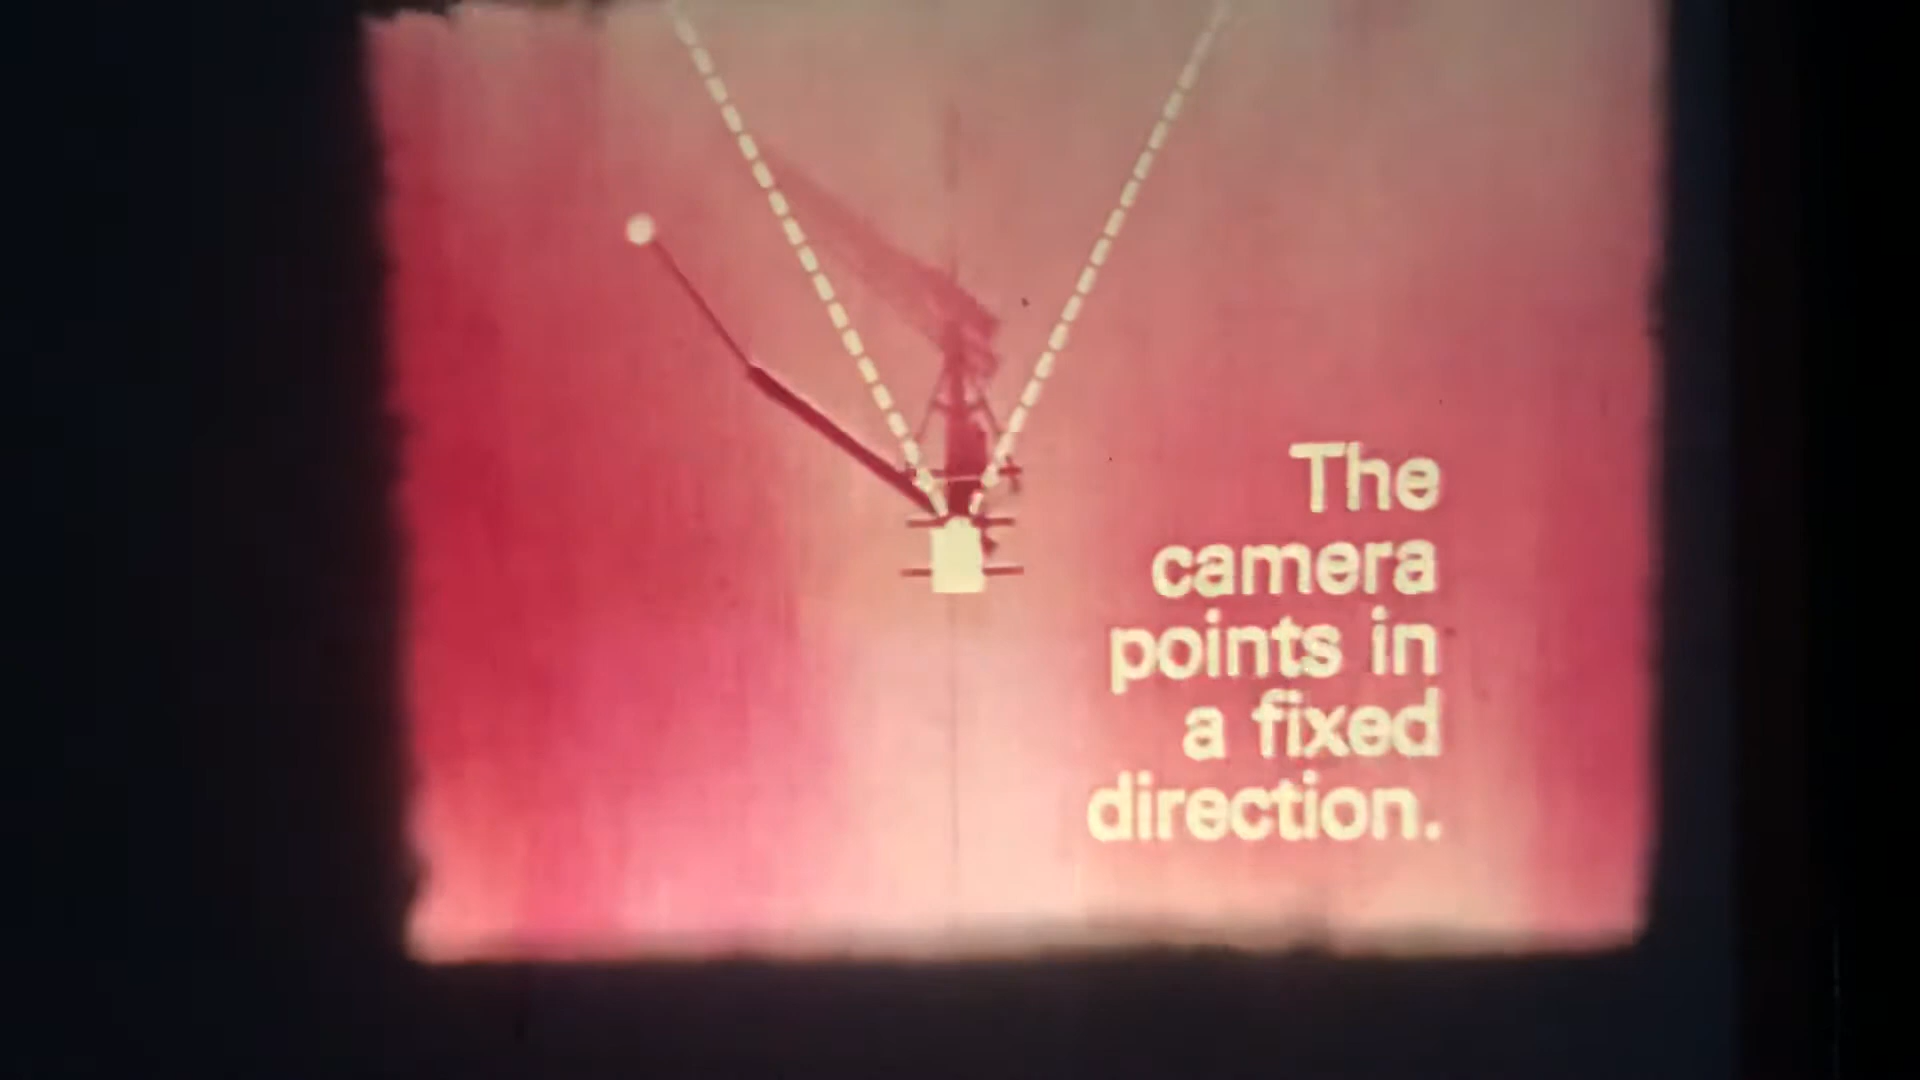 The
camera
points in
a fixed
direction.